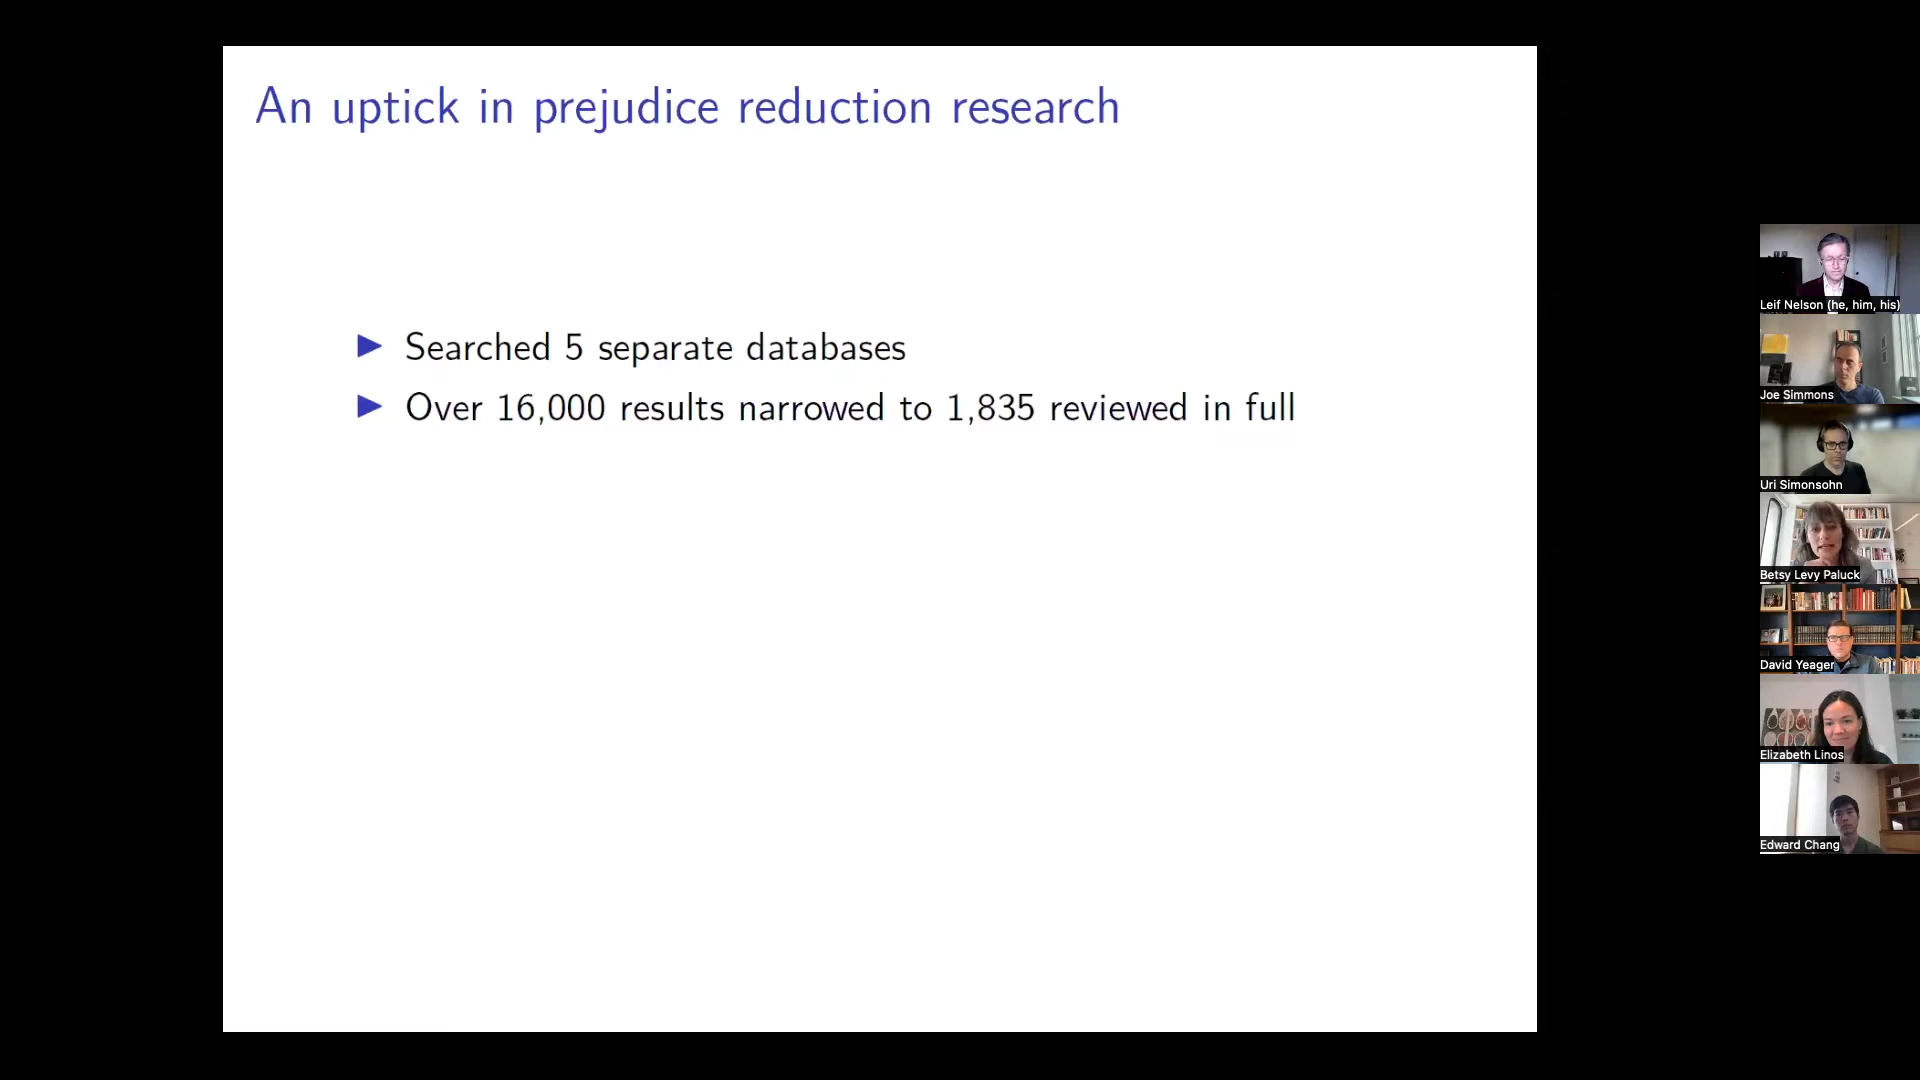 An uptick in prejudice reduction research
▶ Searched 5 separate databases
▶ Over 16,000 results narrowed to 1,835 reviewed in full
Leif Nelson (he, him, his)
Joe Simmons
Uri Simonsohn
Betsy Levy Paluck
David Yeager
Elizabeth Linos
Edward Chang